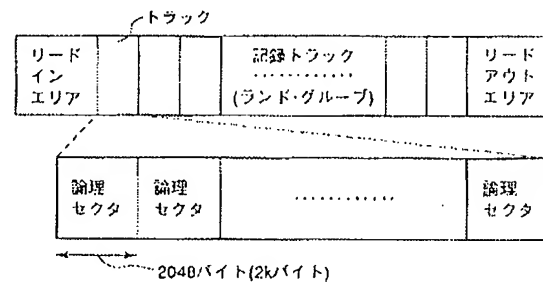 トラック
リード
イン
エリア
記録トラック
…………
(ランド・グルーブ)
リード
アウト
エリア
論理
セクタ
論理
セクタ
…………
論理
セクタ
2048バイト(2kバイト)